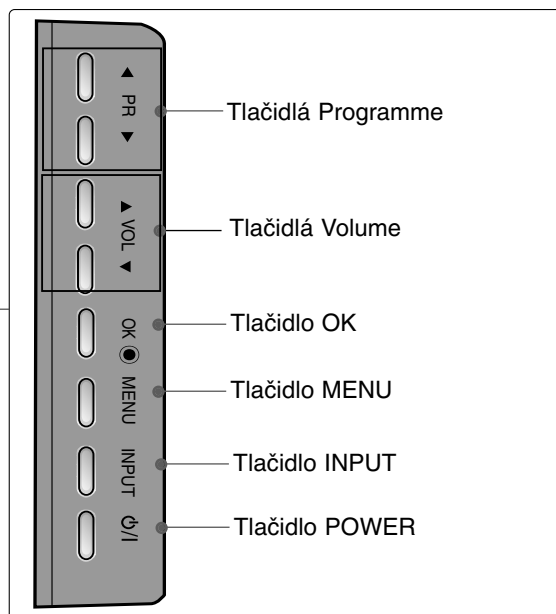 PR
Tlačidlá Programme
VOL
Tlačidlá Volume
OK
Tlačidlo OK
MENU
Tlačidlo MENU
INPUT
Tlačidlo INPUT
/I
Tlačidlo POWER